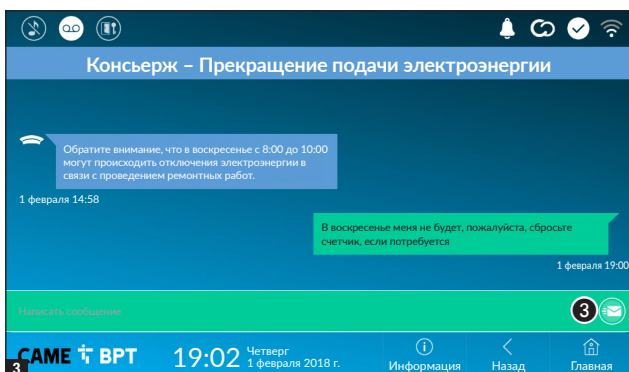 Консьерж – Прекращение подачи электроэнергии
Обратите внимание, что в воскресенье с 8:00 до 10:00
могут происходить отключения электроэнергии в
связи с проведением ремонтных работ.
1 февраля 14:58
В воскресенье меня не будет, пожалуйста, сбросьте
счетчик, если потребуется
1 февраля 19:00
Написать сообщение
3
CAME BPT
19:02
Четверг
1 февраля 2018 г.
Информация
Назад
Главная
3